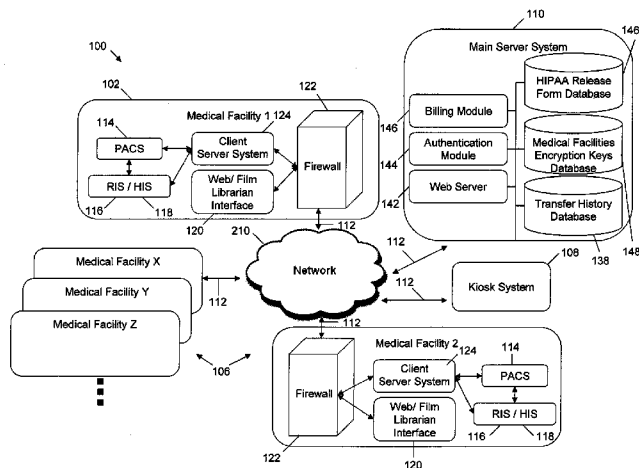 100
102
Medical Facility 1
124
122
114
PACS
Client
Server System
RIS / HIS
Web/ Film
Librarian
Interface
Firewall
116
118
120
110
Main Server System
146
HIPAA Release
Form Database
Billing Module
146
Authentication
Module
144
Medical Facilities
Encryption Keys
Database
Web Server
142
Transfer History
Database
138
148
210
112
Network
112
108
Kiosk System
112
112
Medical Facility X
Medical Facility Y
Medical Facility Z
112
106
Medical Facility 2
124
114
Firewall
Client
Server System
PACS
Web/ Film
Librarian
Interface
RIS / HIS
116
118
122
120